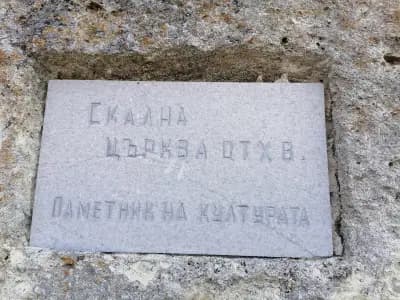 Скална
църква от X в.
Паметник на културата